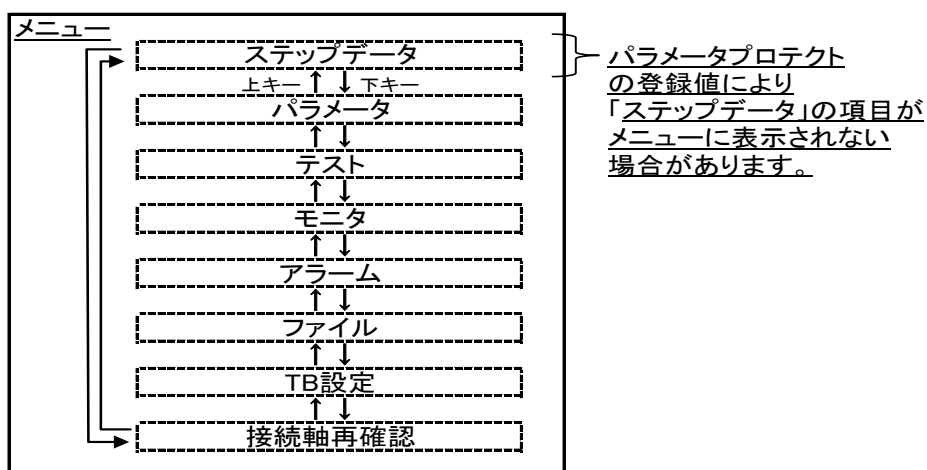 メニュー
ステップデータ
上キー 下キー
パラメータ
テスト
モニタ
アラーム
ファイル
TB設定
接続軸再確認
パラメータプロテクト
の登録値により
「ステップデータ」の項目が
メニューに表示されない
場合があります。